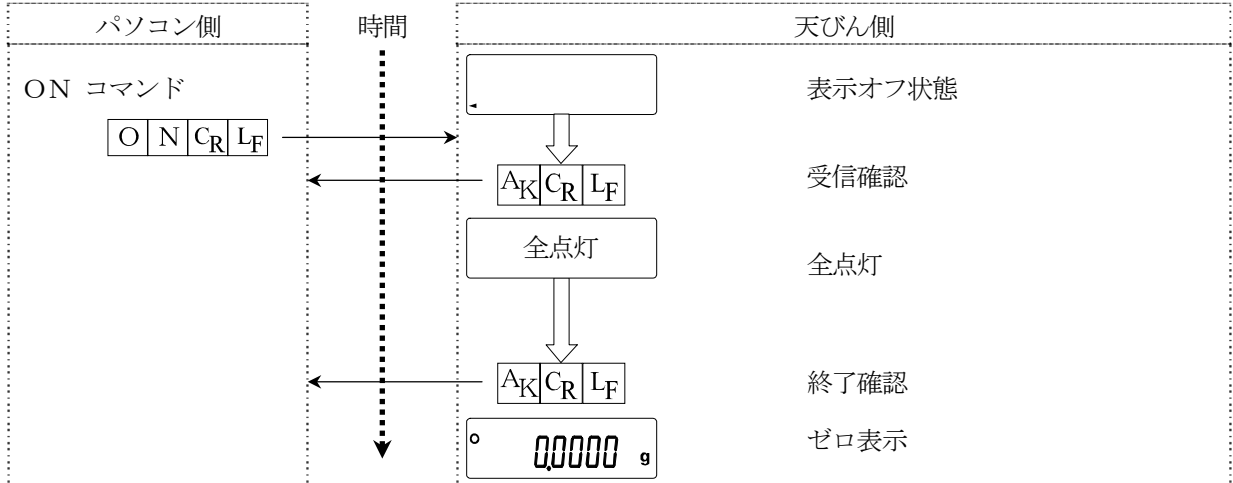 パソコン側 時間 天びん側
ON コマンド 表示オフ状態
O N CR LF
AK CR LF 受信確認
全点灯 全点灯
AK CR LF 終了確認
0.0000 g ゼロ表示